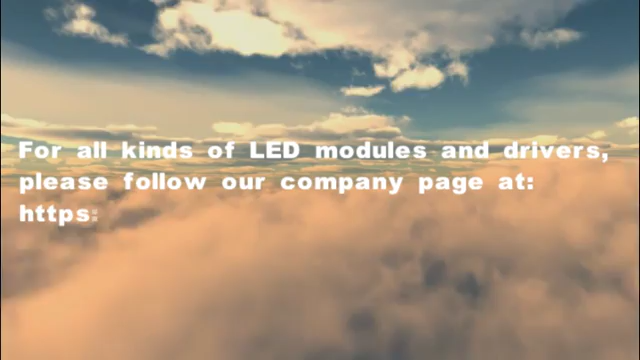 For all kinds of LED modules and drivers,
please follow our company page at:
https: